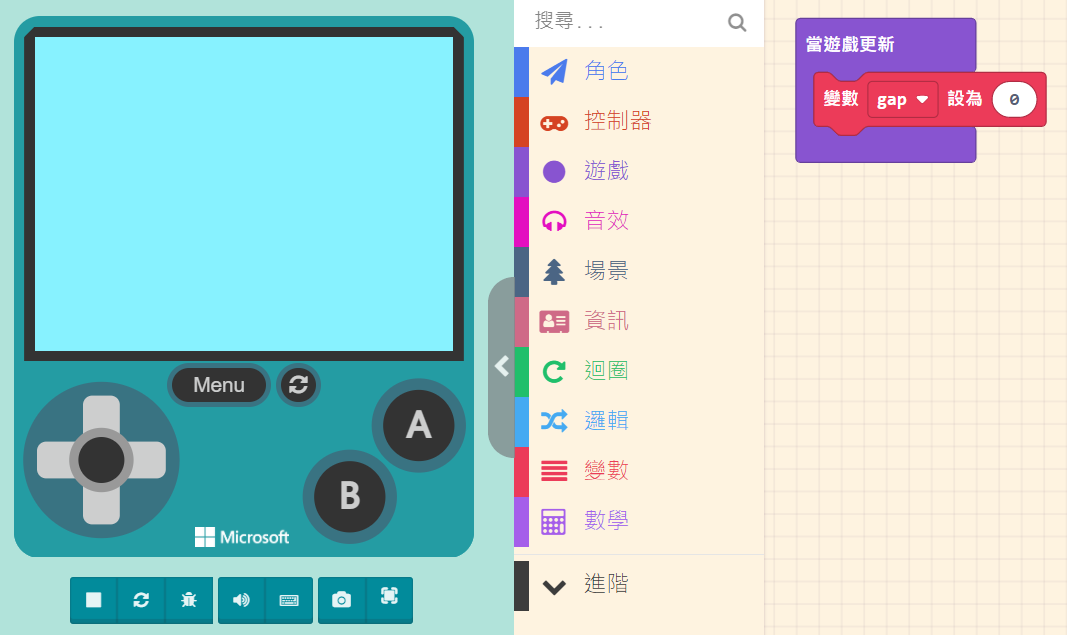 Menu
A
B
Microsoft
搜尋...
角色
控制器
遊戲
音效
場景
資訊
迴圈
邏輯
變數
數學
進階
當遊戲更新
變數 gap 設為 0